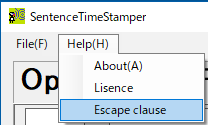 SentenceTimeStamper
File(F) Help(H)
About(A)
Op
Lisence
Escape clause